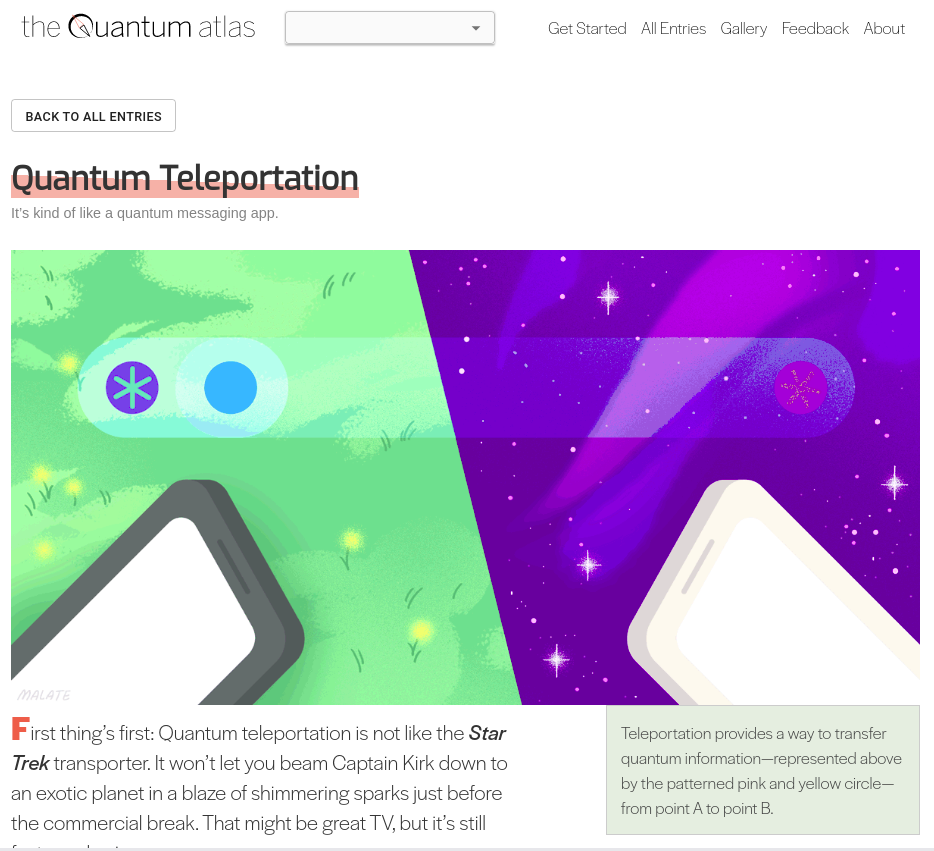 the Quantum atlas
Get Started All Entries Gallery Feedback About
BACK TO ALL ENTRIES
Quantum Teleportation
It’s kind of like a quantum messaging app.
MALATE
First thing’s first: Quantum teleportation is not like the Star
Trek transporter. It won’t let you beam Captain Kirk down to
an exotic planet in a blaze of shimmering sparks just before
the commercial break. That might be great TV, but it’s still
Teleportation provides a way to transfer
quantum information—represented above
by the patterned pink and yellow circle—
from point A to point B.